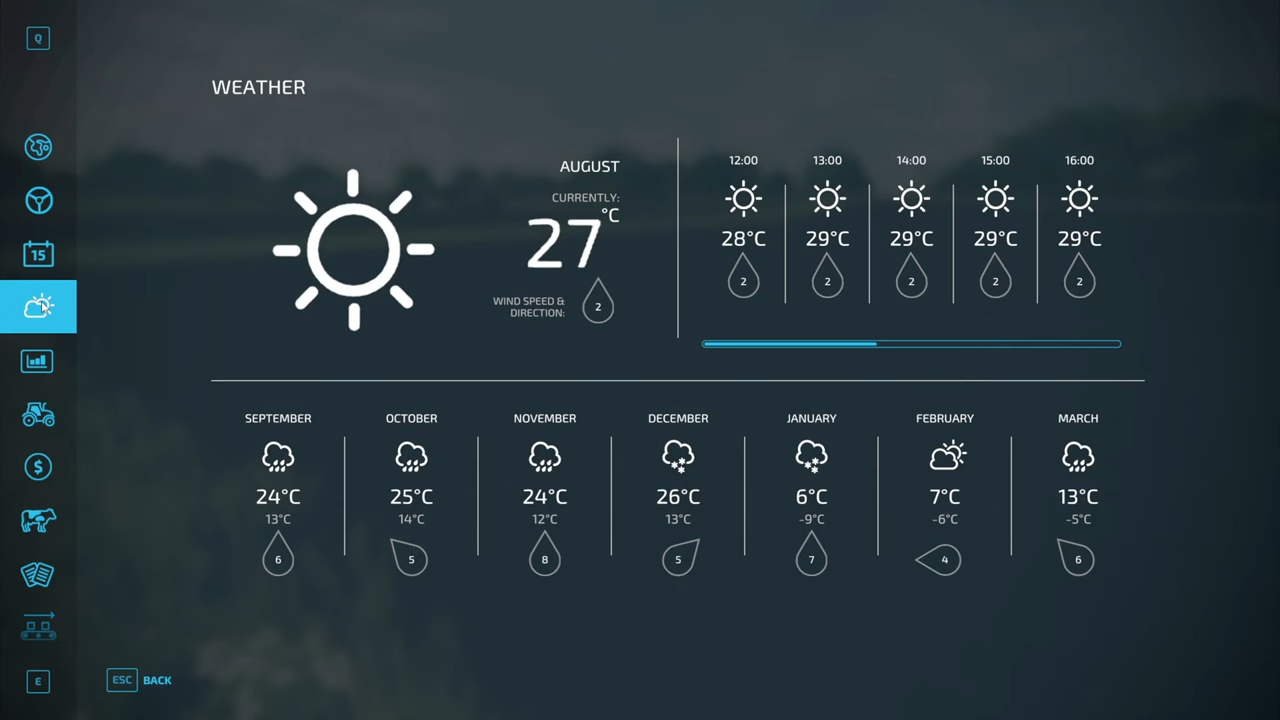 Q
WEATHER
AUGUST
CURRENTLY:
27°C
WIND SPEED &
DIRECTION:
2
12:00 13:00 14:00 15:00 16:00
28°C 29°C 29°C 29°C 29°C
2 2 2 2 2
15
SEPTEMBER OCTOBER NOVEMBER DECEMBER JANUARY FEBRUARY MARCH
24°C 25°C 24°C 26°C 6°C 7°C 13°C
13°C 14°C 12°C 13°C -9°C -6°C -5°C
6 5 8 5 7 4 6
$
E
ESC BACK